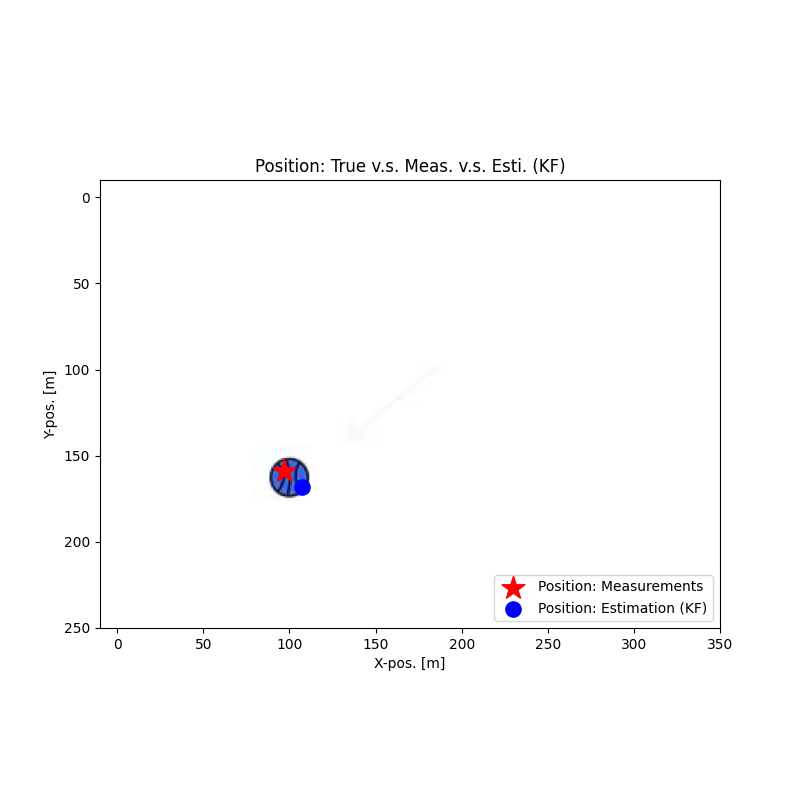 Position: True v.s. Meas. v.s. Esti. (KF)
0
50
100
150
200
250
Y-pos. [m]
0 50 100 150 200 250 300 350
X-pos. [m]
Position: Measurements
Position: Estimation (KF)